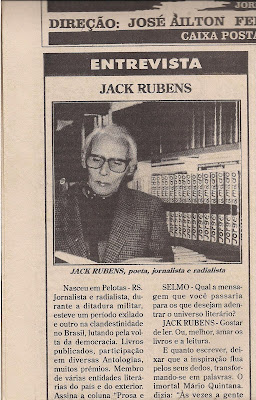 JOR
DIREÇÃO: JOSÉ AILTON FE
CAIXA POSTA
ENTREVISTA
JACK RUBENS
JACK RUBENS, poeta, jornalista e radialista
Nasceu em Pelotas - RS.
Jornalista e radialista, du-
rante a ditadura militar,
esteve um período exilado
e outro na clandestinidade
no Brasil, lutando pela vol-
ta da democracia. Livros
publicados, participação
em diversas Antologias,
muitos prêmios. Membro
de várias entidades literá-
rias do país e do exterior.
Assina a coluna "Prosa e
SELMO - Qual a mensa-
gem que você passaria
para os que desejam aden-
trar o universo literário?
JACK RUBENS - Gostar
de ler. Ou, melhor, amar os
livros e a leitura.
E quanto escrever, dei-
xar que a inspiração flua
pelos seus dedos, transfor-
mando-se em palavras. O
imortal Mário Quintana,
dizia: "Às vezes a gente